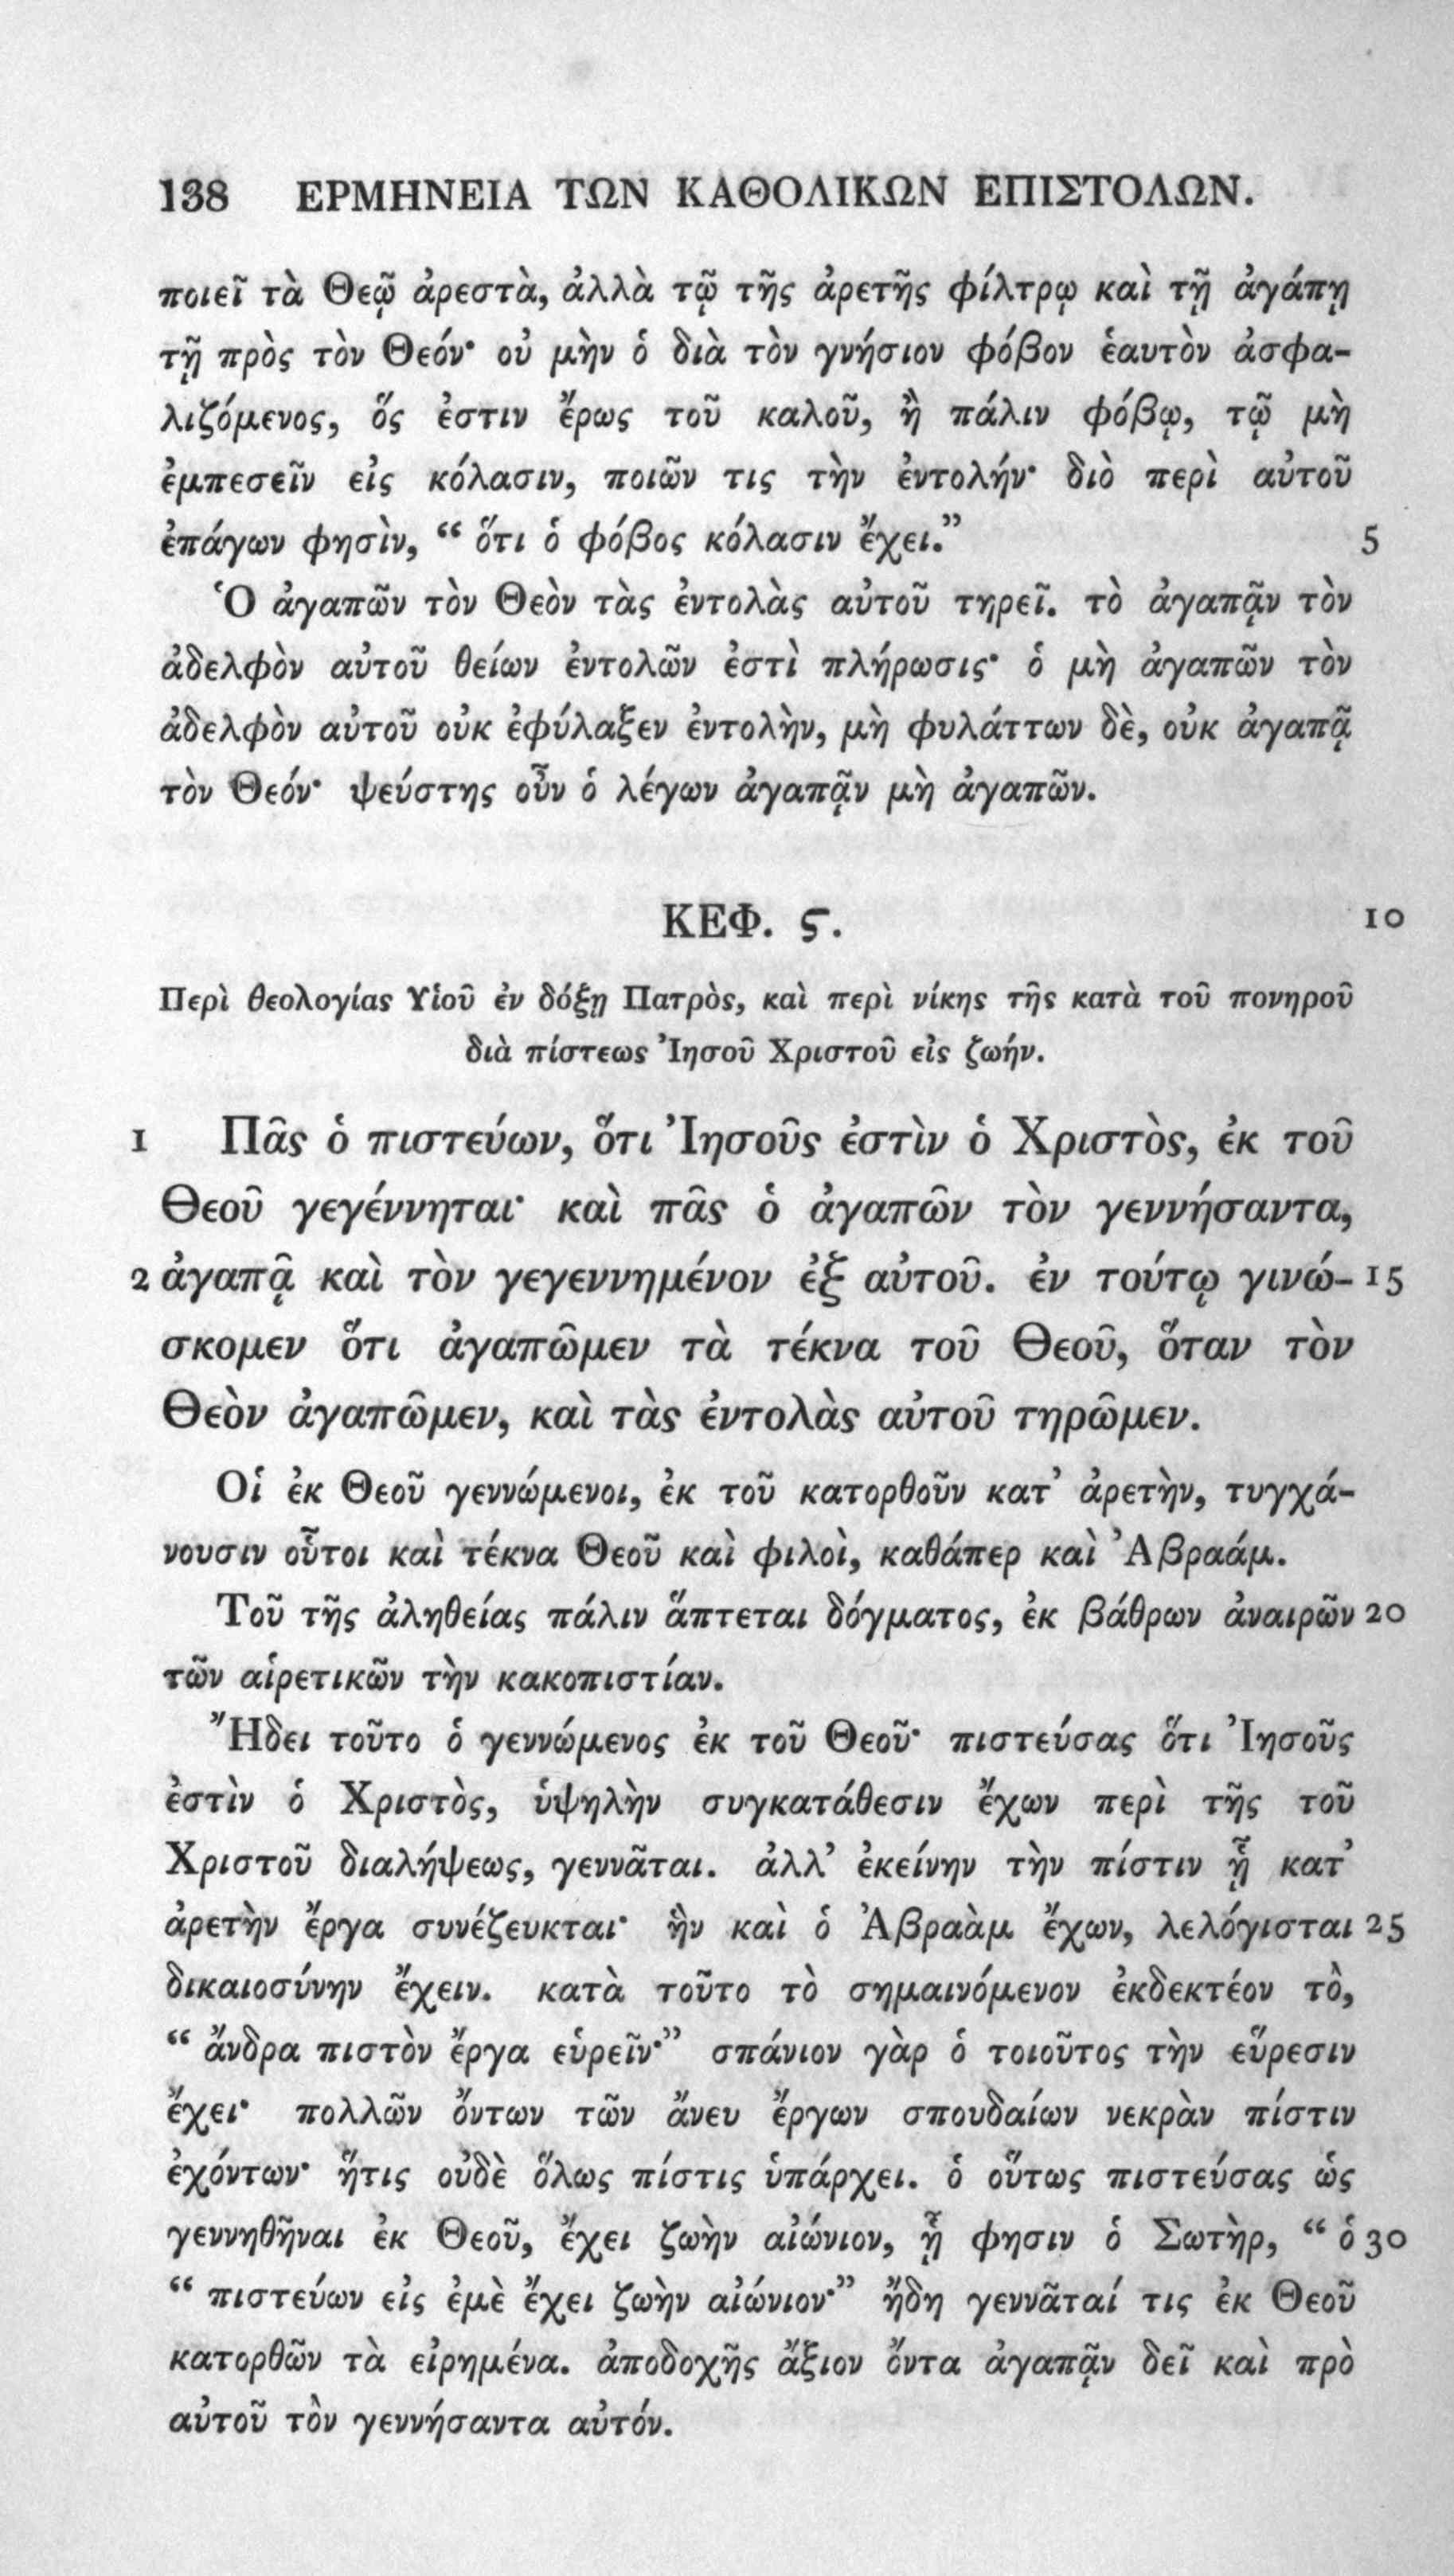 138 ΕΡΜΗΝΕΙΑ ΤΩΝ ΚΑΘΟΛΙΚΩΝ ΕΠΙΣΤΟΛΩΝ.
ποιεῖ τὰ Θεῷ ἀρεστὰ, ἀλλὰ τῷ τῆς ἀρετῆς φίλτρῳ καὶ τῇ ἀγάπῃ
τῇ πρὸς τὸν Θεόν· οὐ μὴν ὁ διὰ τὸν γνήσιον φόβον ἑαυτὸν ἀσφα-
λιζόμενος, ὅς ἐστιν ἔρως τοῦ καλοῦ, ἢ πάλιν φόβῳ, τῷ μὴ
ἐμπεσεῖν εἰς κόλασιν, ποιῶν τις τὴν ἐντολήν· διὸ περὶ αὐτοῦ
ἐπάγων φησὶν, “ ὅτι ὁ φόβος κόλασιν ἔχει.” 5
Ὁ ἀγαπῶν τὸν Θεὸν τὰς ἐντολὰς αὐτοῦ τηρεῖ. τὸ ἀγαπᾷν τὸν
ἀδελφὸν αὐτοῦ θείων ἐντολῶν ἐστὶ πλήρωσις· ὁ μὴ ἀγαπῶν τὸν
ἀδελφὸν αὐτοῦ οὐκ ἐφύλαξεν ἐντολὴν, μὴ φυλάττων δὲ, οὐκ ἀγαπᾷ
τὸν Θεόν· ψεύστης οὖν ὁ λέγων ἀγαπᾷν μὴ ἀγαπῶν.
ΚΕΦ. ϛ. 10
Περὶ θεολογίας Υἱοῦ ἐν δόξῃ Πατρὸς, καὶ περὶ νίκης τῆς κατὰ τοῦ πονηροῦ
διὰ πίστεως Ἰησοῦ Χριστοῦ εἰς ζωήν.
1 Πᾶς ὁ πιστεύων, ὅτι Ἰησοῦς ἐστὶν ὁ Χριστὸς, ἐκ τοῦ
Θεοῦ γεγέννηται· καὶ πᾶς ὁ ἀγαπῶν τὸν γεννήσαντα,
2 ἀγαπᾷ καὶ τὸν γεγεννημένον ἐξ αὐτοῦ. ἐν τούτῳ γινώ- 15
σκομεν ὅτι ἀγαπῶμεν τὰ τέκνα τοῦ Θεοῦ, ὅταν τὸν
Θεὸν ἀγαπῶμεν, καὶ τὰς ἐντολὰς αὐτοῦ τηρῶμεν.
Οἱ ἐκ Θεοῦ γεννώμενοι, ἐκ τοῦ κατορθοῦν κατ’ ἀρετὴν, τυγχά-
νουσιν οὗτοι καὶ τέκνα Θεοῦ καὶ φιλοὶ, καθάπερ καὶ Ἀβραάμ.
Τοῦ τῆς ἀληθείας πάλιν ἅπτεται δόγματος, ἐκ βάθρων ἀναιρῶν 20
τῶν αἱρετικῶν τὴν κακοπιστίαν.
Ἤδει τοῦτο ὁ γεννώμενος ἐκ τοῦ Θεοῦ· πιστεύσας ὅτι Ἰησοῦς
ἐστὶν ὁ Χριστὸς, ὑψηλὴν συγκατάθεσιν ἔχων περὶ τῆς τοῦ
Χριστοῦ διαλήψεως, γεννᾶται. ἀλλ’ ἐκείνην τὴν πίστιν ᾗ κατ’
ἀρετὴν ἔργα συνέζευκται· ἣν καὶ ὁ Ἀβραὰμ ἔχων, λελόγισται 25
δικαιοσύνην ἔχειν. κατὰ τοῦτο τὸ σημαινόμενον ἐκδεκτέον τὸ,
“ ἄνδρα πιστὸν ἔργα εὑρεῖν·” σπάνιον γὰρ ὁ τοιοῦτος τὴν εὕρεσιν
ἔχει· πολλῶν ὄντων τῶν ἄνευ ἔργων σπουδαίων νεκρὰν πίστιν
ἐχόντων· ἥτις οὐδὲ ὅλως πίστις ὑπάρχει. ὁ οὕτως πιστεύσας ὡς
γεννηθῆναι ἐκ Θεοῦ, ἔχει ζωὴν αἰώνιον, ᾗ φησιν ὁ Σωτὴρ, “ ὁ 30
“ πιστεύων εἰς ἐμὲ ἔχει ζωὴν αἰώνιον·” ἤδη γεννᾶταί τις ἐκ Θεοῦ
κατορθῶν τὰ εἰρημένα. ἀποδοχῆς ἄξιον ὄντα ἀγαπᾷν δεῖ καὶ πρὸ
αὐτοῦ τὸν γεννήσαντα αὐτόν.